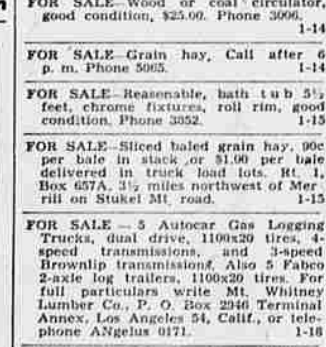 FOR SALE—Wood or coal circulator,
good condition, $25.00. Phone 3006.
1-14
FOR SALE—Grain hay, Call after 6
p. m. Phone 5065.
1-14
FOR SALE—Reasonable, bath tub 5½
feet, chrome fixtures, roll rim, good
condition. Phone 3852.
1-15
FOR SALE—Sliced baled grain hay, 90c
per bale in stack or $1.00 per bale
delivered in truck load lots. Rt. 1,
Box 657A. 3½ miles northwest of Mer-
rill on Stukel Mt. road.
1-15
FOR SALE — 5 Autocar Gas Logging
Trucks, dual drive, 1100x20 tires, 4-
speed transmissions, and 3-speed
Brownlip transmissions, Also 5 Fabco
2-axle log trailers, 1100x20 tires. For
full particulars write Mt. Whitney
Lumber Co., P. O. Box 2946 Terminal
Annex, Los Angeles 54, Calif., or tele-
phone ANgelus 0171.
1-18